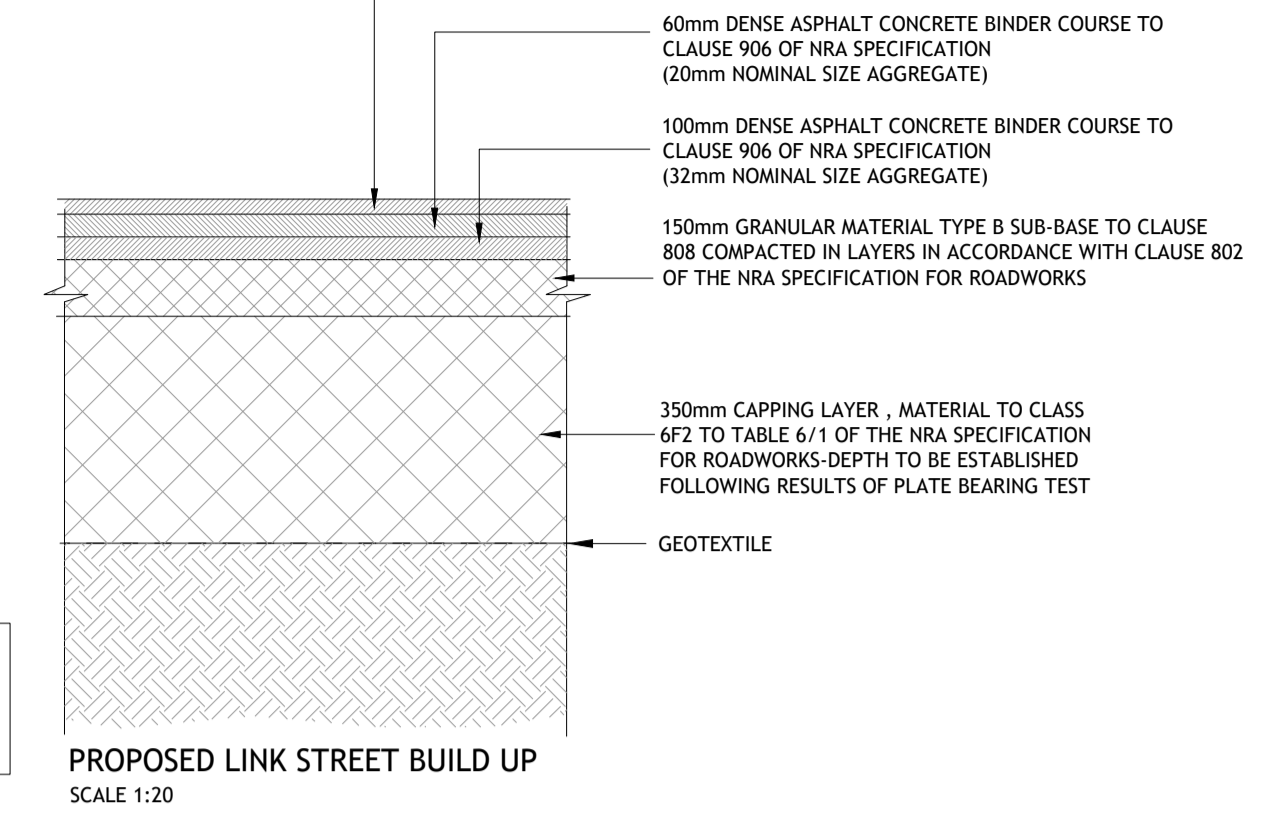 60mm DENSE ASPHALT CONCRETE BINDER COURSE TO
CLAUSE 906 OF NRA SPECIFICATION
(20mm NOMINAL SIZE AGGREGATE)
100mm DENSE ASPHALT CONCRETE BINDER COURSE TO
CLAUSE 906 OF NRA SPECIFICATION
(32mm NOMINAL SIZE AGGREGATE)
150mm GRANULAR MATERIAL TYPE B SUB-BASE TO CLAUSE
808 COMPACTED IN LAYERS IN ACCORDANCE WITH CLAUSE 802
OF THE NRA SPECIFICATION FOR ROADWORKS
350mm CAPPING LAYER , MATERIAL TO CLASS
6F2 TO TABLE 6/1 OF THE NRA SPECIFICATION
FOR ROADWORKS-DEPTH TO BE ESTABLISHED
FOLLOWING RESULTS OF PLATE BEARING TEST
GEOTEXTILE
PROPOSED LINK STREET BUILD UP
SCALE 1:20